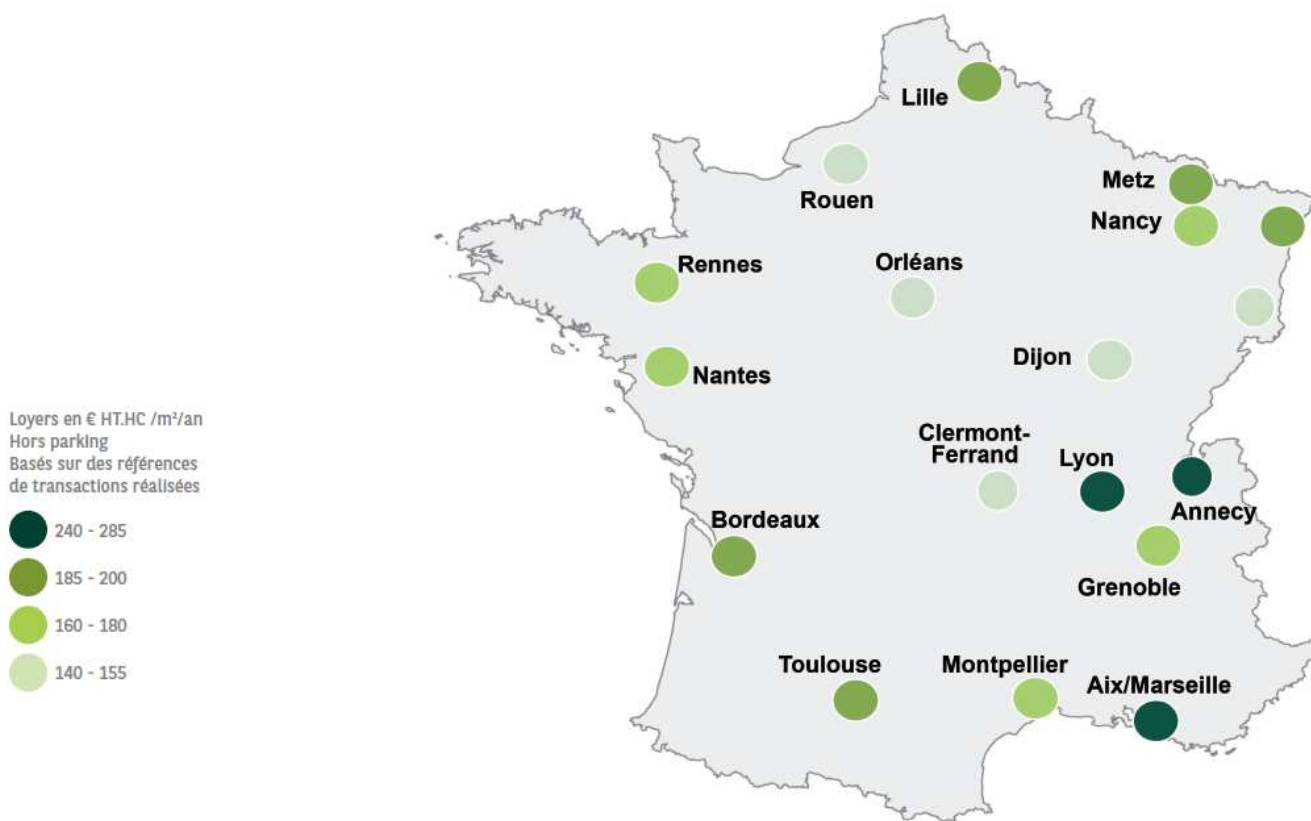 Lille
Rouen
Metz
Nancy
Rennes
Orléans
Nantes
Dijon
Loyers en € HT.HC /m²/an
Hors parking
Basés sur des références
de transactions réalisées
240 - 285
185 - 200
160 - 180
140 - 155
Clermont-
Ferrand
Lyon
Annecy
Bordeaux
Grenoble
Toulouse
Montpellier
Aix/Marseille